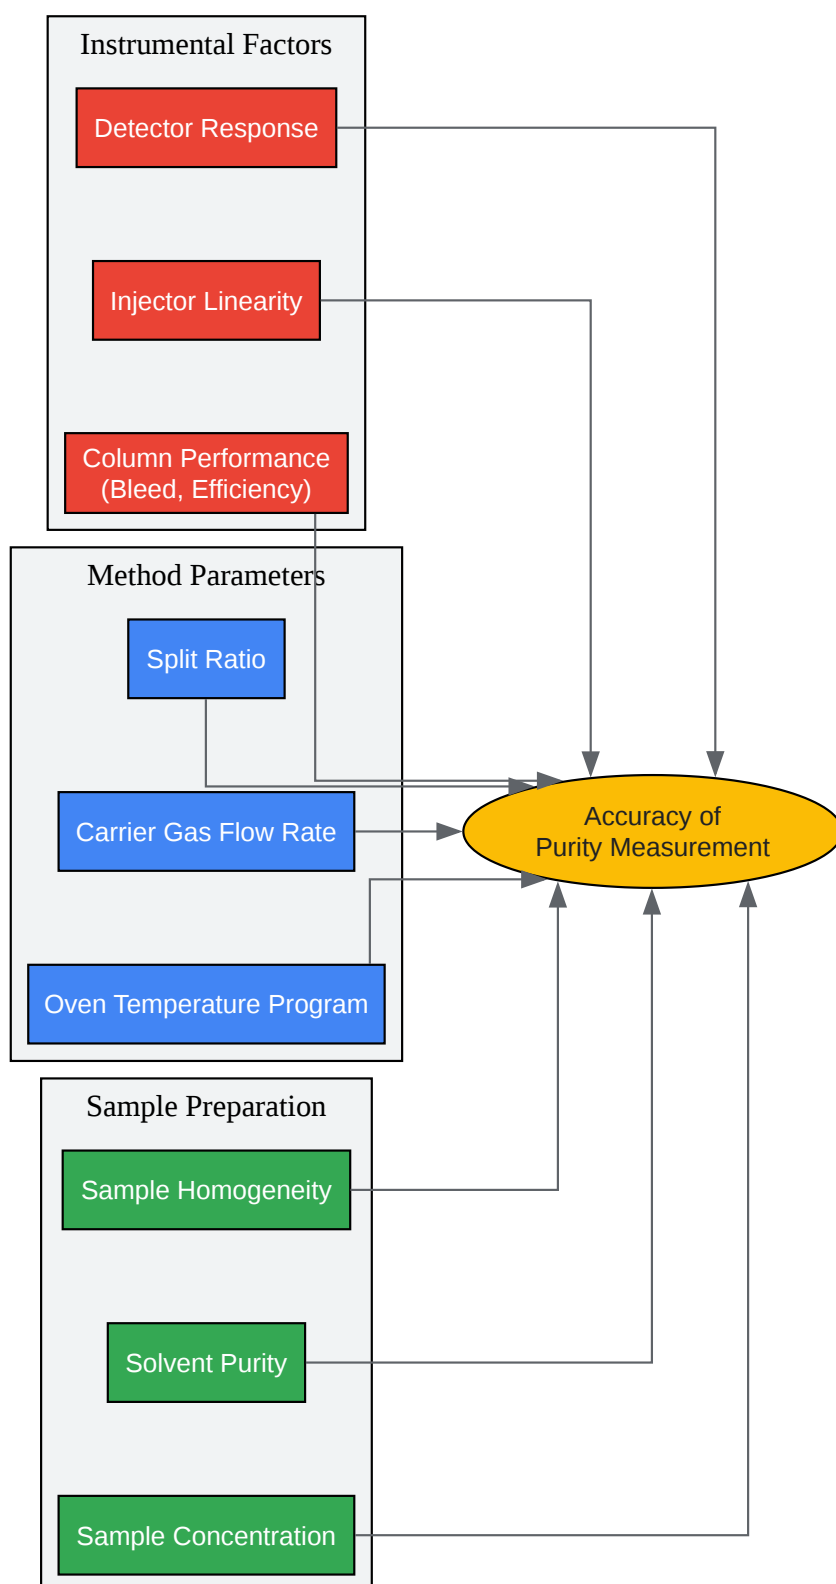 Instrumental Factors
Detector Response
Injector Linearity
Column Performance
(Bleed, Efficiency)
Method Parameters
Split Ratio
Carrier Gas Flow Rate
Oven Temperature Program
Accuracy of
Purity Measurement
Sample Preparation
Sample Homogeneity
Solvent Purity
Sample Concentration